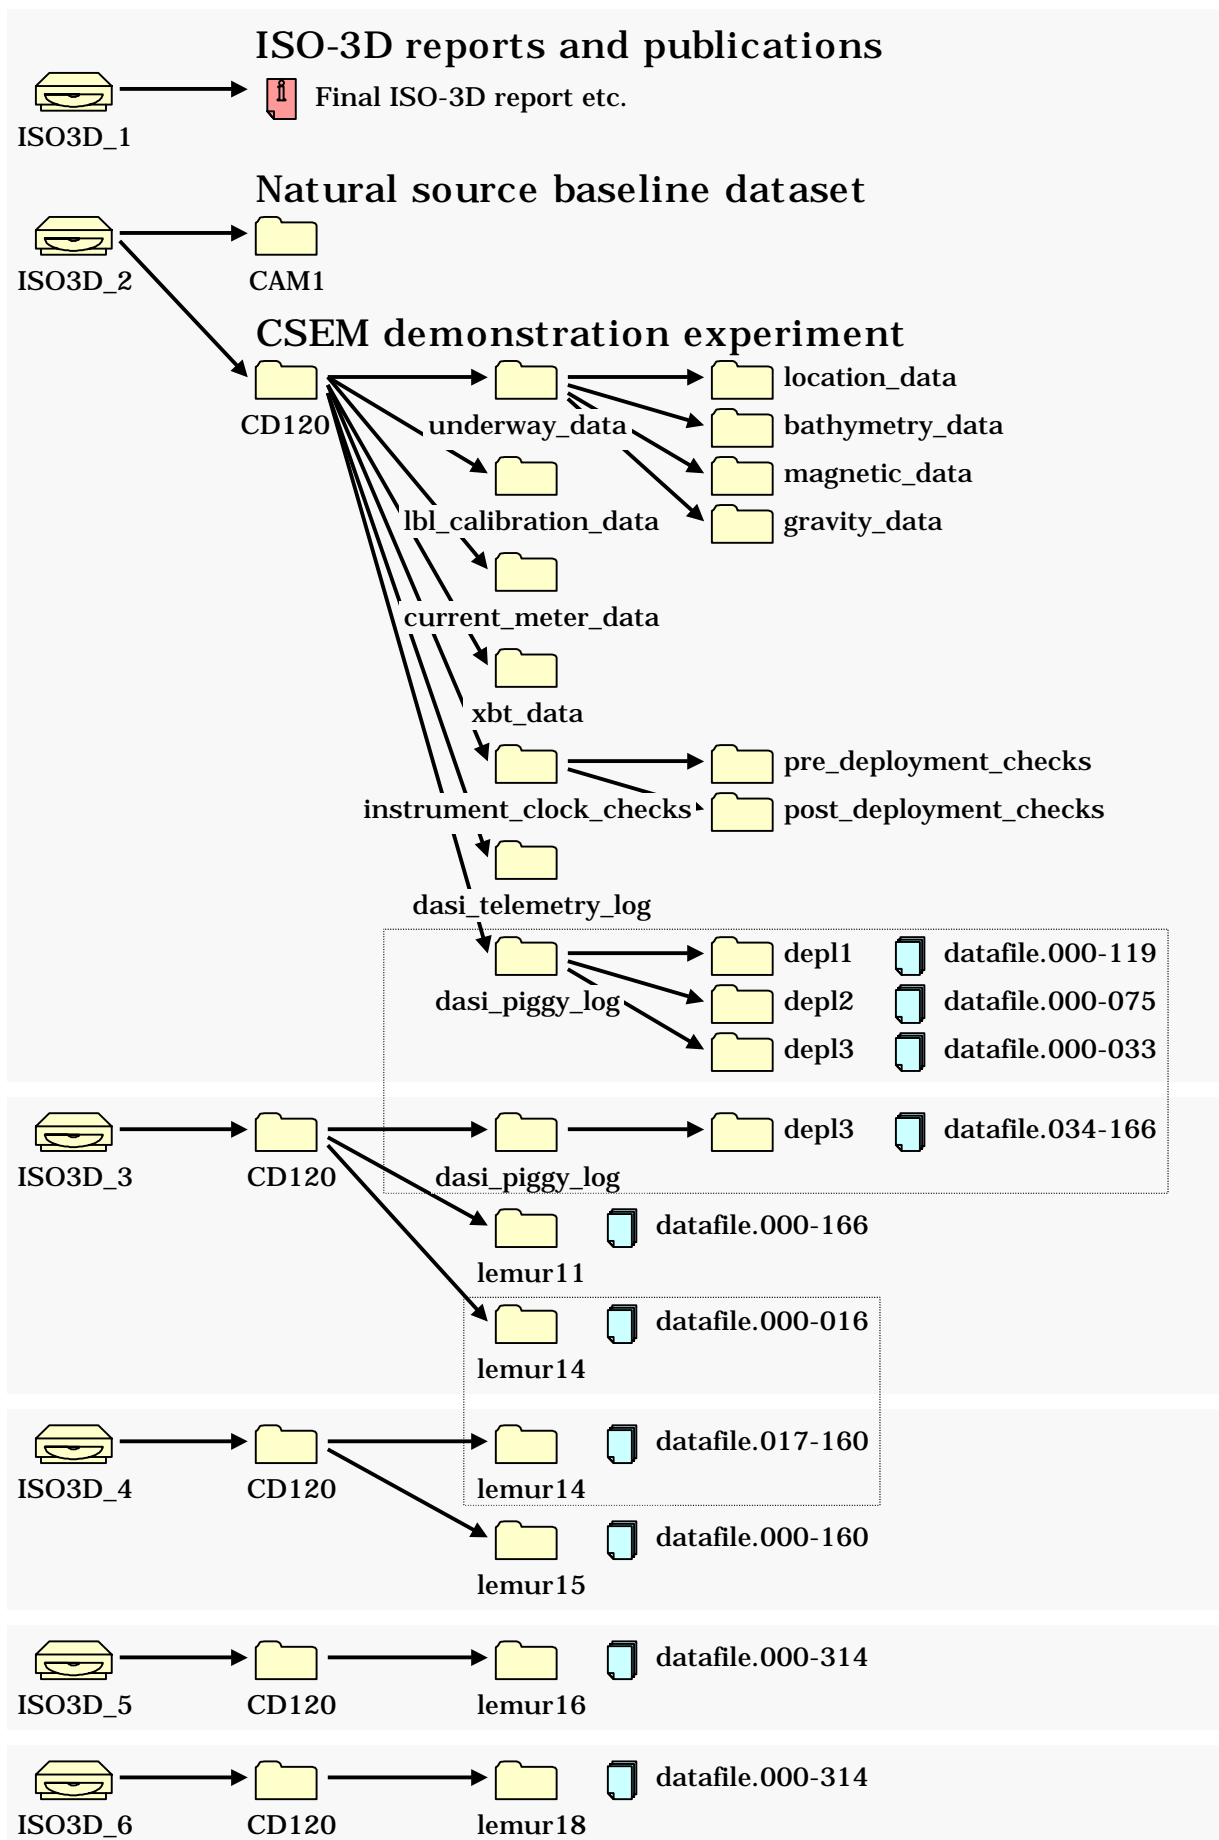 ISO-3D reports and publications
Final ISO-3D report etc.
ISO3D_1
Natural source baseline dataset
ISO3D_2
CAM1
CSEM demonstration experiment
location_data
CD120
underway_data
bathymetry_data
magnetic_data
lbl_calibration_data
gravity_data
current_meter_data
xbt_data
pre_deployment_checks
instrument_clock_checks
post_deployment_checks
dasi_telemetry_log
depl1 datafile.000-119
dasi_piggy_log
depl2 datafile.000-075
depl3 datafile.000-033
depl3 datafile.034-166
ISO3D_3 CD120 dasi_piggy_log
datafile.000-166
lemur11
datafile.000-016
lemur14
datafile.017-160
ISO3D_4 CD120 lemur14
datafile.000-160
lemur15
datafile.000-314
ISO3D_5 CD120 lemur16
datafile.000-314
ISO3D_6 CD120 lemur18